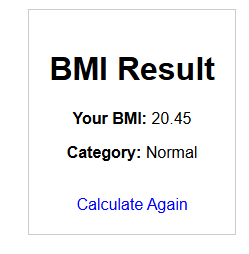 BMI Result
Your BMI: 20.45
Category: Normal
Calculate Again